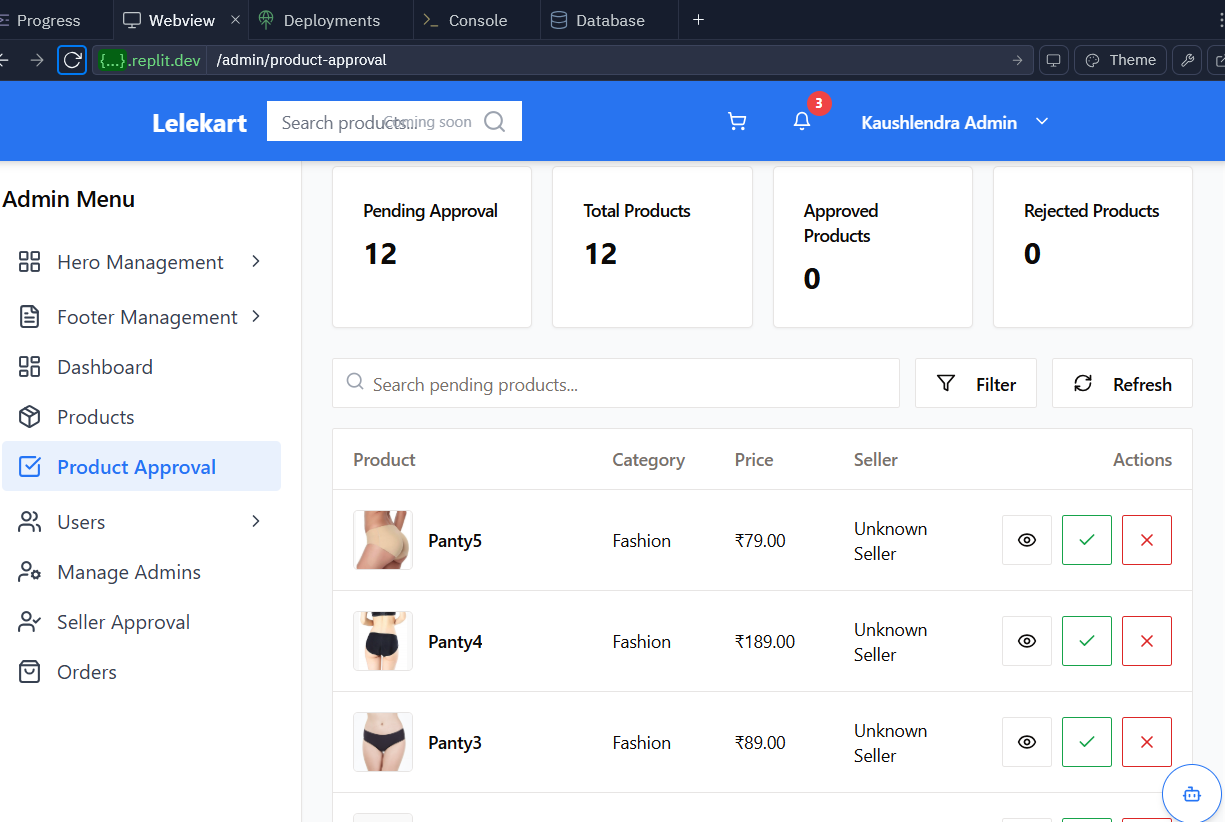 Progress
Webview
Deployments
Console
Database
{...}.replit.dev
/admin/product-approval
Theme
Lelekart
Search products...
Coming soon
3
Kaushlendra Admin
Admin Menu
Hero Management
Footer Management
Dashboard
Products
Product Approval
Users
Manage Admins
Seller Approval
Orders
Pending Approval
12
Total Products
12
Approved
Products
0
Rejected Products
0
Search pending products...
Filter
Refresh
Product Category Price Seller Actions
Panty5 Fashion ₹79.00 Unknown
Seller
Panty4 Fashion ₹189.00 Unknown
Seller
Panty3 Fashion ₹89.00 Unknown
Seller